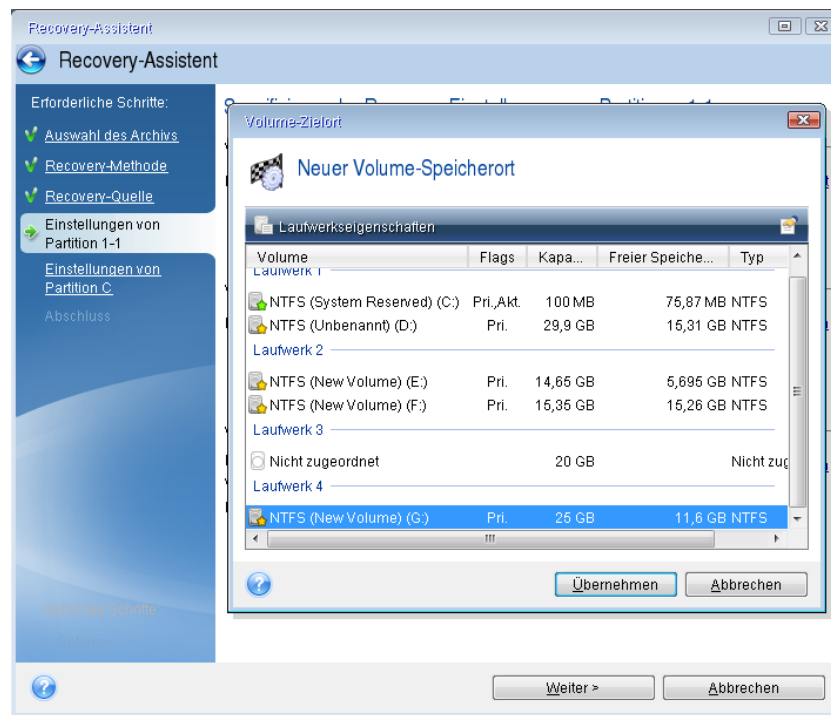 Recovery-Assistent
Recovery-Assistent
Erforderliche Schritte:
Auswahl des Archivs
Recovery-Methode
Recovery-Quelle
Einstellungen von
Partition 1-1
Einstellungen von
Partition C
Abschluss
Volume-Zielort
Neuer Volume-Speicherort
Laufwerkseigenschaften
Volume Flags Kapa... Freier Speiche... Typ
Laufwerk 1
NTFS (System Reserved) (C:) Pri.,Akt. 100 MB 75,87 MB NTFS
NTFS (Unbenannt) (D:) Pri. 29,9 GB 15,31 GB NTFS
Laufwerk 2
NTFS (New Volume) (E:) Pri. 14,65 GB 5,695 GB NTFS
NTFS (New Volume) (F:) Pri. 15,35 GB 15,26 GB NTFS
Laufwerk 3
Nicht zugeordnet 20 GB Nicht zug
Laufwerk 4
NTFS (New Volume) (G:) Pri. 25 GB 11,6 GB NTFS
Übernehmen Abbrechen
Weiter > Abbrechen